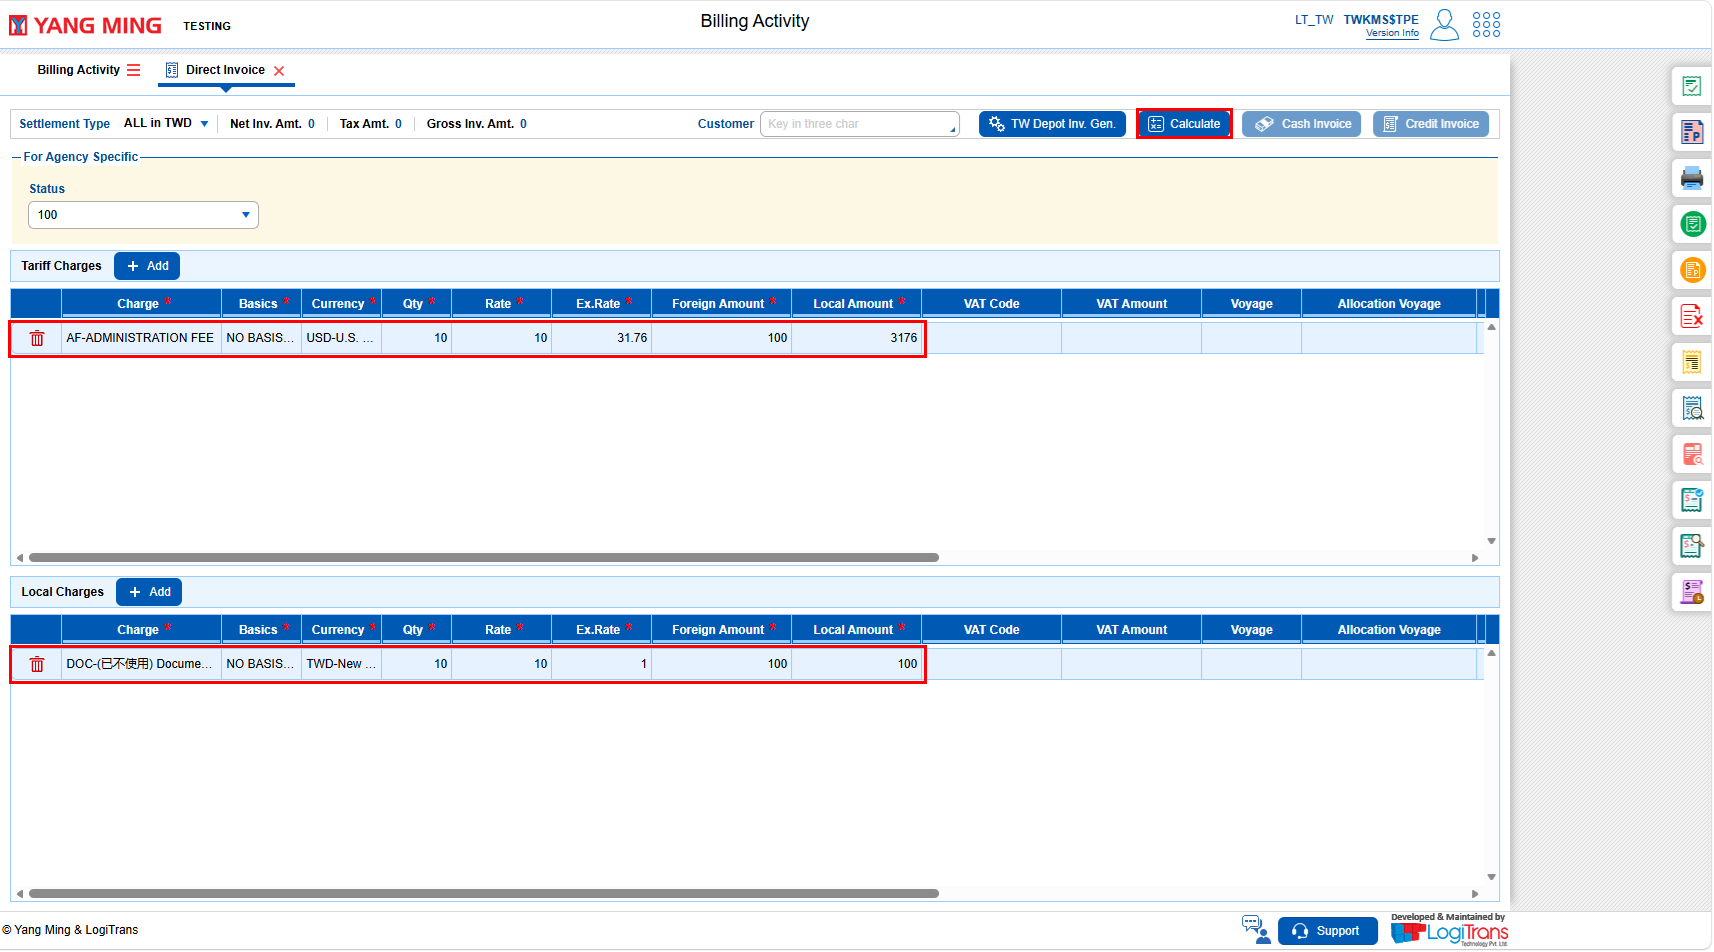 YANG MING TESTING Billing Activity LT_TW TWKMS$TPE
Version Info
Billing Activity Direct Invoice
Settlement Type ALL in TWD Net Inv. Amt. 0 Tax Amt. 0 Gross Inv. Amt. 0 Customer Key in three char TW Depot Inv. Gen. Calculate Cash Invoice Credit Invoice
For Agency Specific
Status
100
Tariff Charges + Add
Charge * Basics * Currency * Qty * Rate * Ex.Rate * Foreign Amount * Local Amount * VAT Code VAT Amount Voyage Allocation Voyage
AF-ADMINISTRATION FEE NO BASIS... USD-U.S. ... 10 10 31.76 100 3176
Local Charges + Add
Charge * Basics * Currency * Qty * Rate * Ex.Rate * Foreign Amount * Local Amount * VAT Code VAT Amount Voyage Allocation Voyage
DOC-(已不使用) Docume... NO BASIS... TWD-New ... 10 10 1 100 100
© Yang Ming & LogiTrans Support Developed & Maintained by
LogiTrans
Technology Pvt. Ltd.